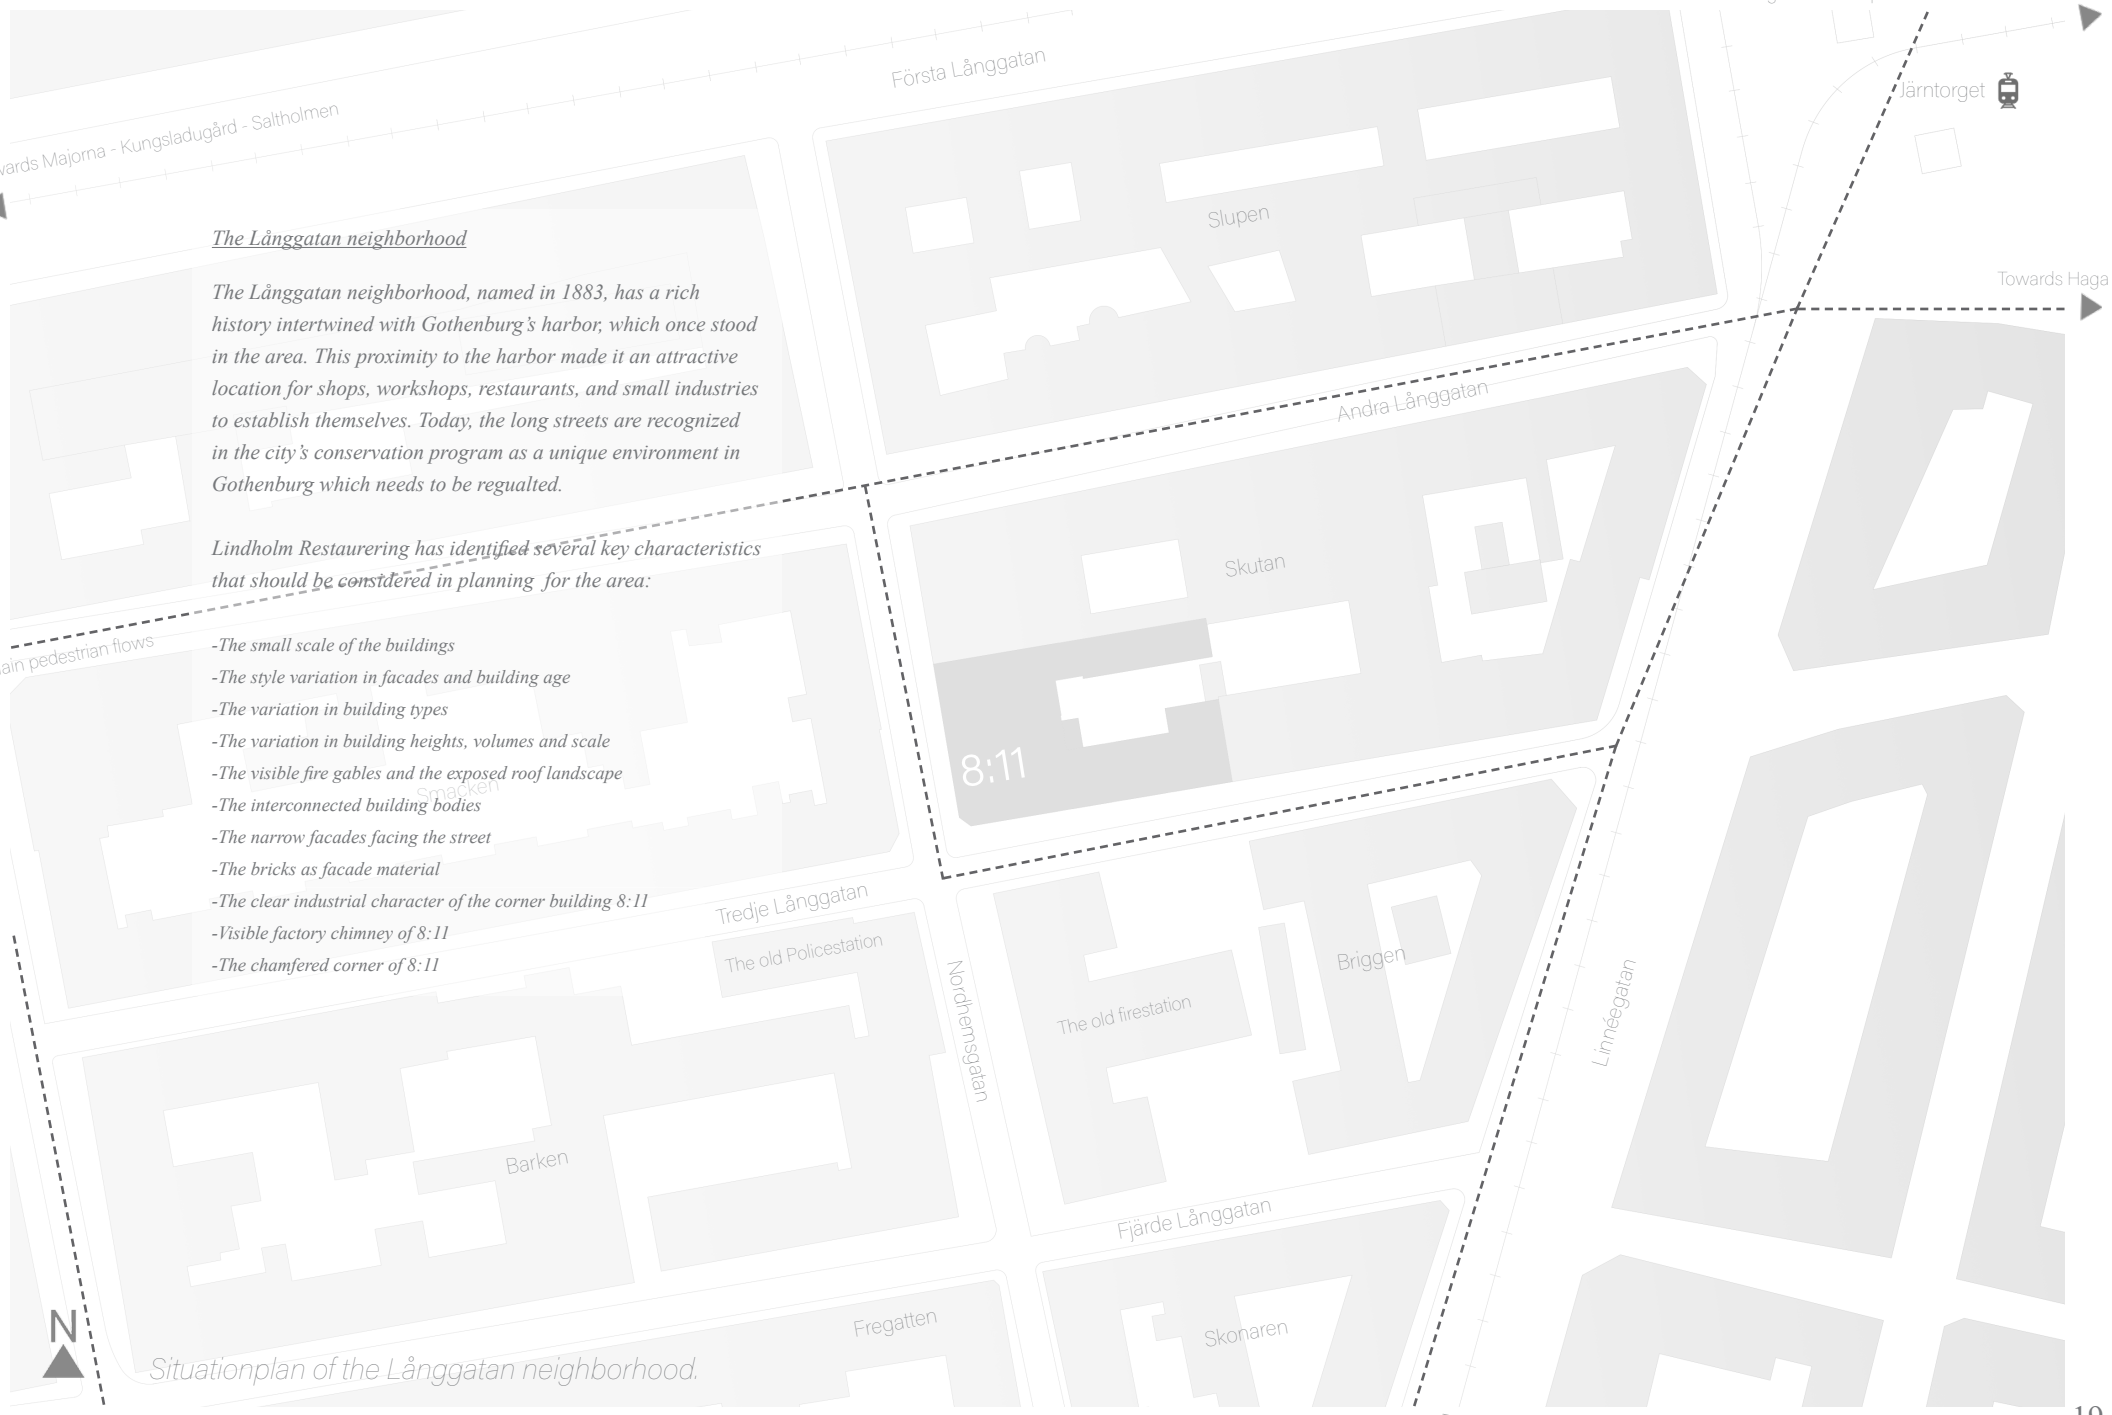 Första Långgatan
Järntorget
Majorna - Kungsladugård - Saltholmen
Slupen
Towards Haga
The Långgatan neighborhood
The Långgatan neighborhood, named in 1883, has a rich
history intertwined with Gothenburg’s harbor, which once stood
in the area. This proximity to the harbor made it an attractive
location for shops, workshops, restaurants, and small industries
to establish themselves. Today, the long streets are recognized
in the city’s conservation program as a unique environment in
Gothenburg which needs to be regualted.
Lindholm Restaurering has identified several key characteristics
that should be considered in planning for the area:
-The small scale of the buildings
-The style variation in facades and building age
-The variation in building types
-The variation in building heights, volumes and scale
-The visible fire gables and the exposed roof landscape
-The interconnected building bodies
-The narrow facades facing the street
-The bricks as facade material
-The clear industrial character of the corner building 8:11
-Visible factory chimney of 8:11
-The chamfered corner of 8:11
Andra Långgatan
Skutan
pedestrian flows
8:11
Smacken
Tredje Långgatan
The old Policestation
Nordhemsgatan
Briggen
The old firestation
Linnéegatan
Barken
Fjärde Långgatan
Fregatten
Skonaren
N
Situationplan of the Långgatan neighborhood.